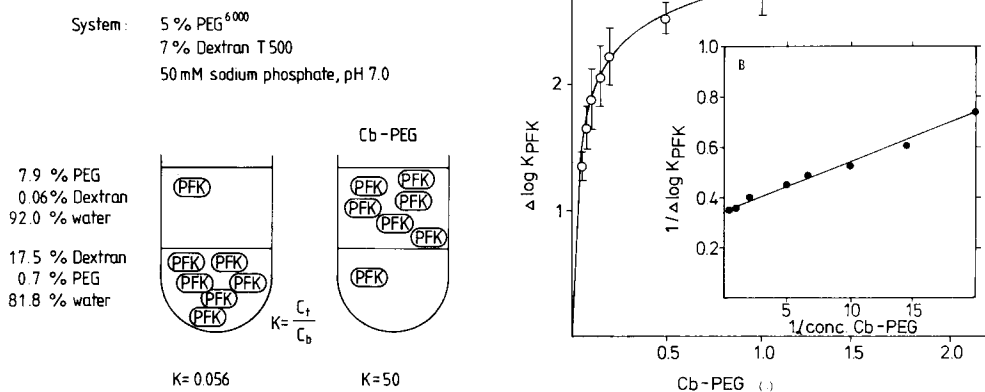 System: 5 % PEG 6000
7 % Dextran T 500
50 mM sodium phosphate, pH 7.0
Cb-PEG
7.9 % PEG
0.06 % Dextran
92.0 % water
17.5 % Dextran
0.7 % PEG
81.8 % water
PFK
PFK
PFK
PFK
PFK
PFK
PFK
PFK
PFK
PFK
PFK
PFK
PFK
PFK
K= Ct
Cb
K= 0.056
K= 50
Δ log KPFK
2
1
0.5
1.0
1.5
2.0
Cb-PEG
B
1/Δ log KPFK
1.0
0.8
0.6
0.4
0.2
5
10
15
1/conc. Cb-PEG